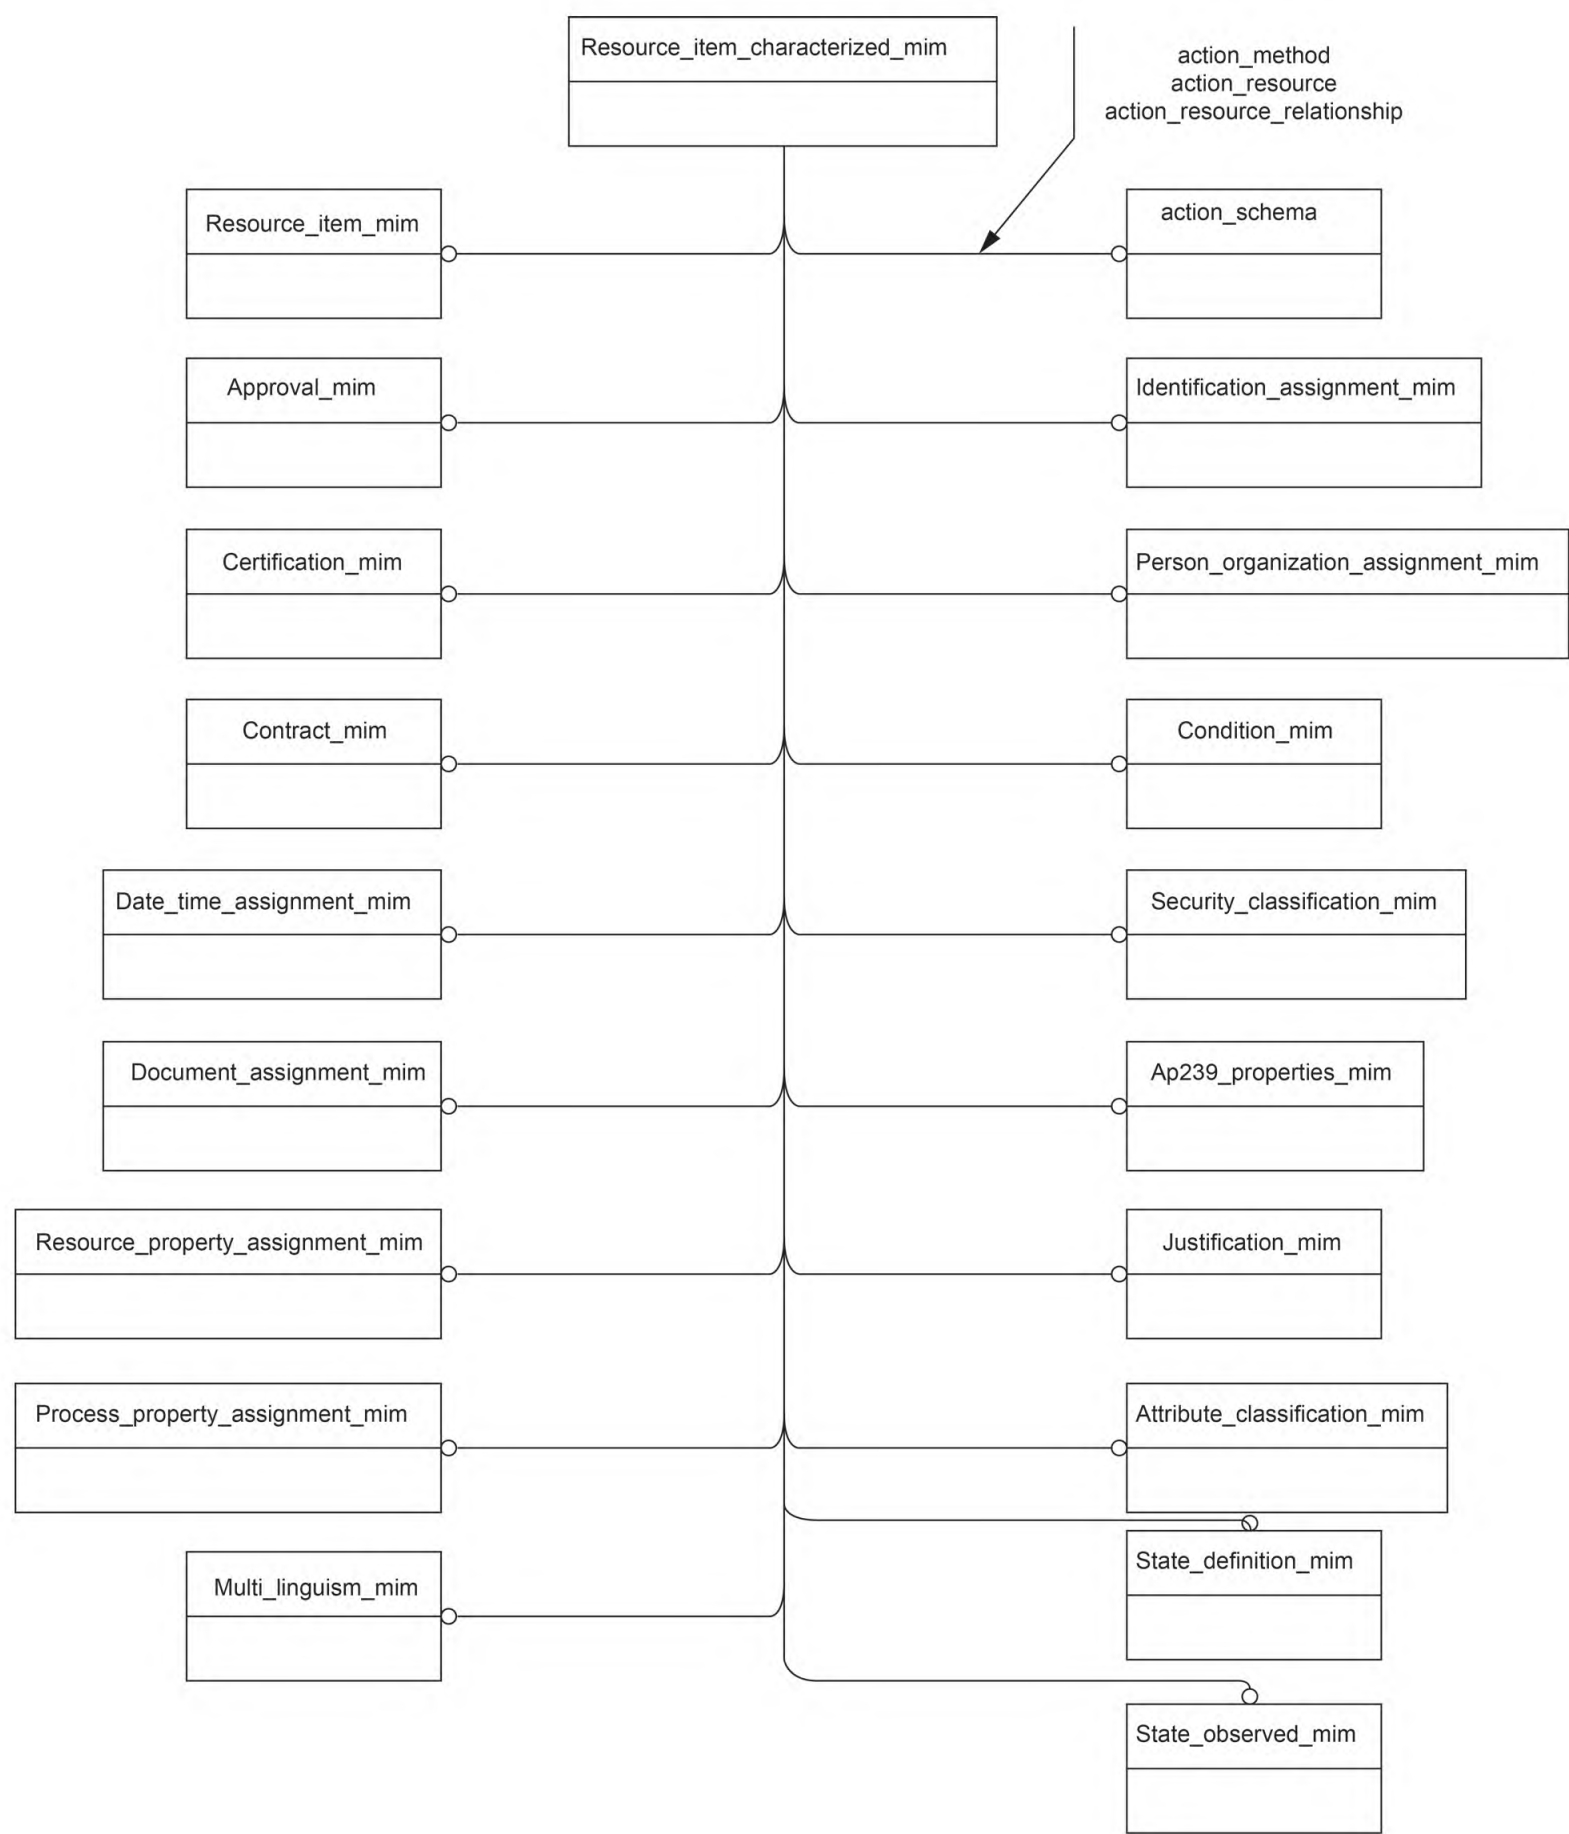 Resource_item_characterized_mim
action_method
action_resource
action_resource_relationship
Resource_item_mim
action_schema
Approval_mim
Identification_assignment_mim
Certification_mim
Person_organization_assignment_mim
Contract_mim
Condition_mim
Date_time_assignment_mim
Security_classification_mim
Document_assignment_mim
Ap239_properties_mim
Resource_property_assignment_mim
Justification_mim
Process_property_assignment_mim
Attribute_classification_mim
State_definition_mim
Multi_linguism_mim
State_observed_mim